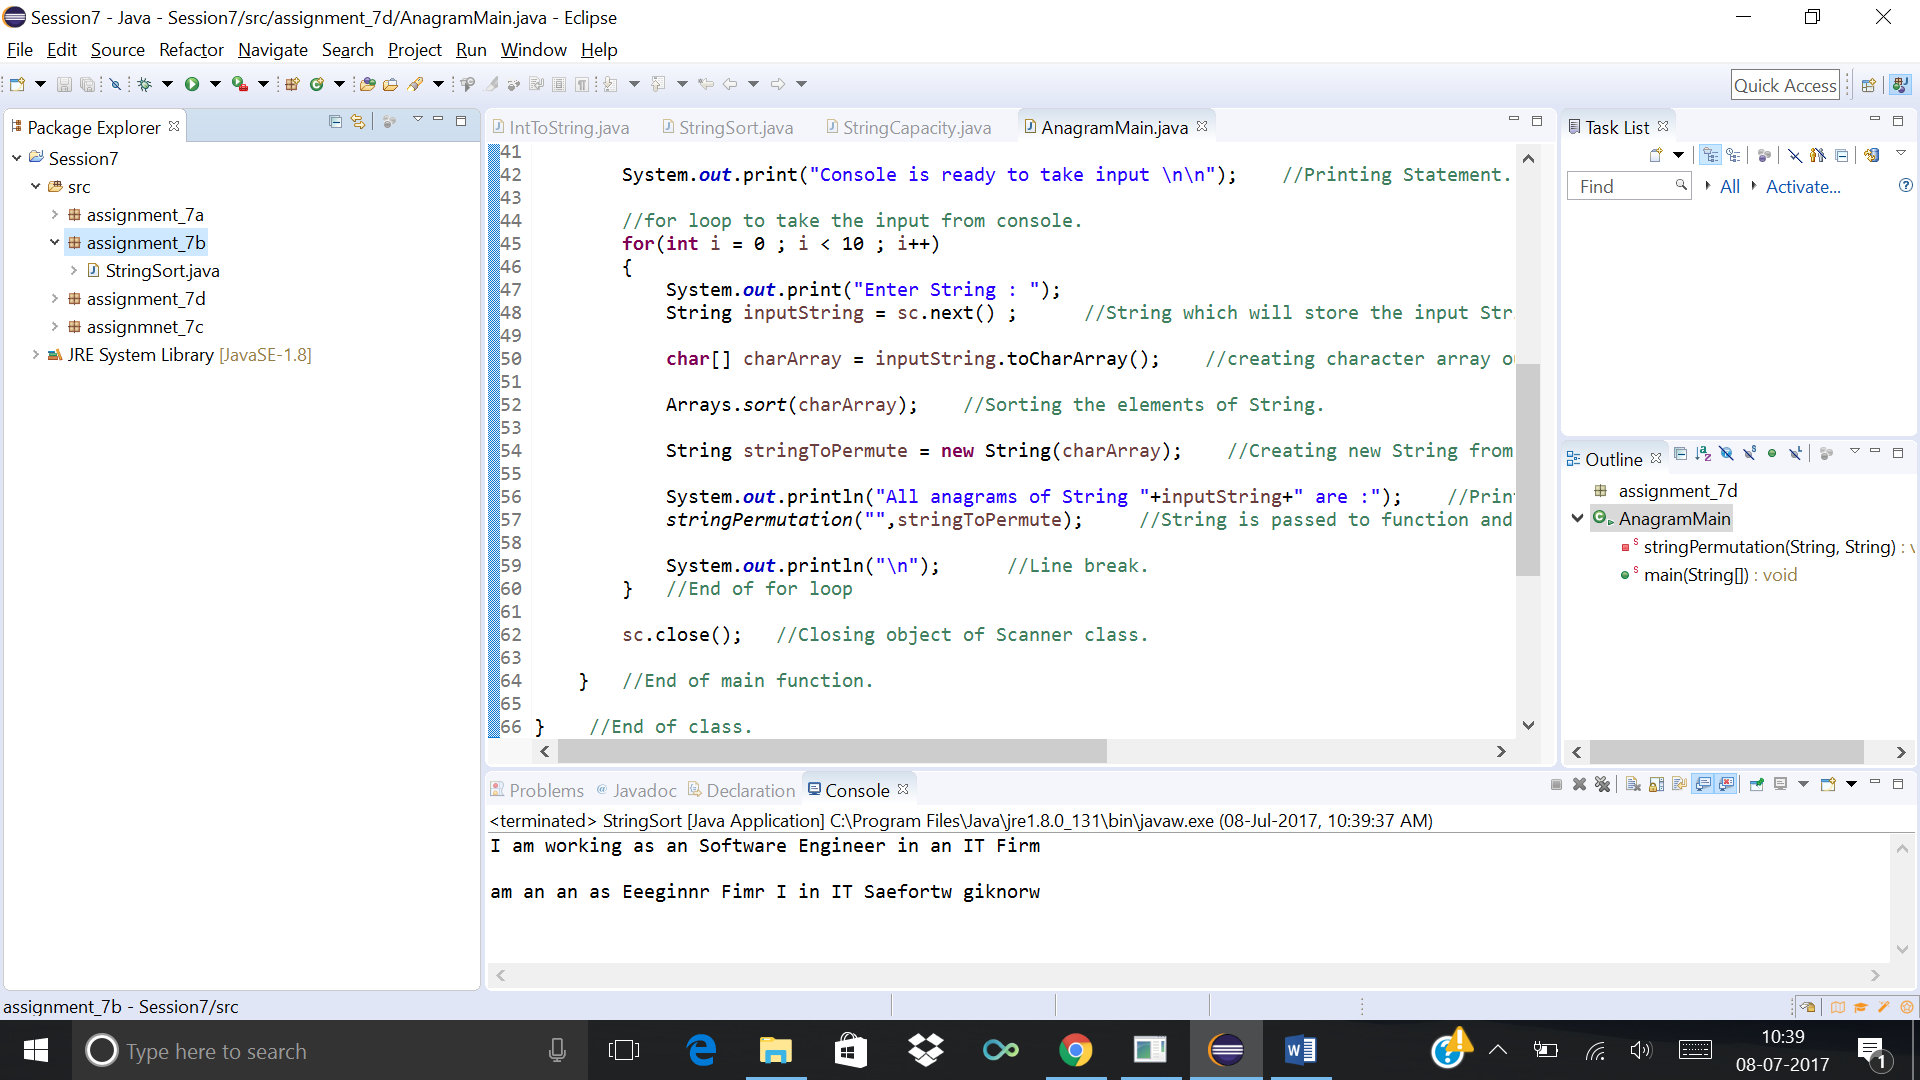 Session7 - Java - Session7/src/assignment_7d/AnagramMain.java - Eclipse
File Edit Source Refactor Navigate Search Project Run Window Help
Quick Access
Package Explorer
Session7
src
assignment_7a
assignment_7b
StringSort.java
assignment_7d
assignmnet_7c
JRE System Library [JavaSE-1.8]
IntToString.java StringSort.java StringCapacity.java AnagramMain.java
41
42 System.out.print("Console is ready to take input \n\n"); //Printing Statement.
43
44 //for loop to take the input from console.
45 for(int i = 0 ; i < 10 ; i++)
46 {
47 System.out.print("Enter String : ");
48 String inputString = sc.next() ; //String which will store the input Str
49
50 char[] charArray = inputString.toCharArray(); //creating character array o
51
52 Arrays.sort(charArray); //Sorting the elements of String.
53
54 String stringToPermute = new String(charArray); //Creating new String from
55
56 System.out.println("All anagrams of String "+inputString+" are :"); //Prin
57 stringPermutation("",stringToPermute); //String is passed to function and
58
59 System.out.println("\n"); //Line break.
60 } //End of for loop
61
62 sc.close(); //Closing object of Scanner class.
63
64 } //End of main function.
65
66 } //End of class.
Task List
Find All Activate...
Outline
assignment_7d
AnagramMain
stringPermutation(String, String) : v
main(String[]) : void
Problems @ Javadoc Declaration Console
<terminated> StringSort [Java Application] C:\Program Files\Java\jre1.8.0_131\bin\javaw.exe (08-Jul-2017, 10:39:37 AM)
I am working as an Software Engineer in an IT Firm
am an an as Eeeginnr Fimr I in IT Saefortw giknorw
assignment_7b - Session7/src
Type here to search
10:39
08-07-2017
1